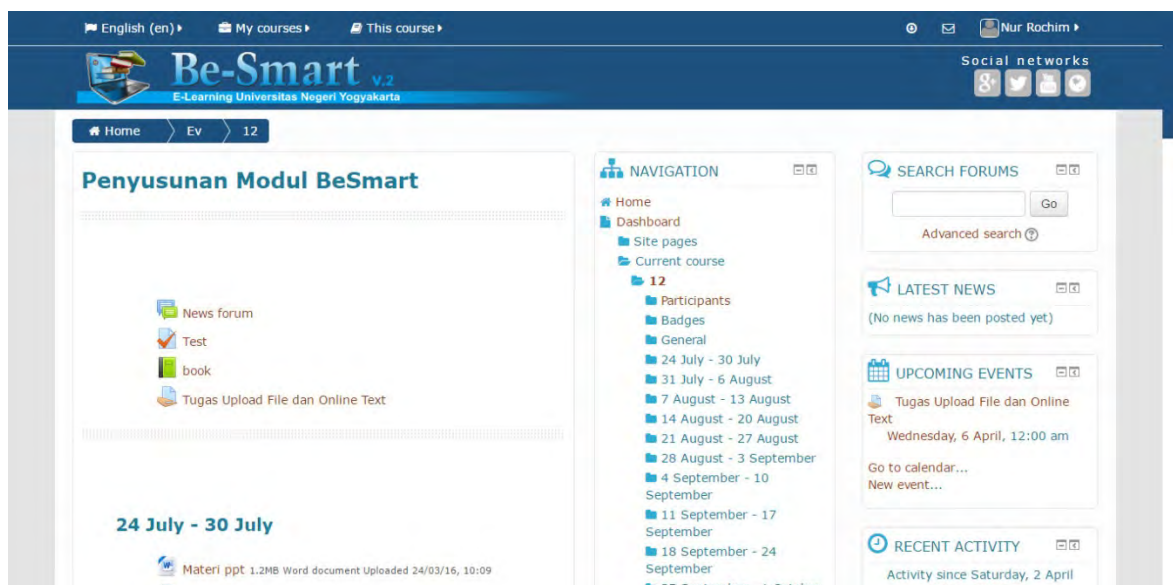 English (en) My courses This course Nur Rochim
Be-Smart v.2
E-Learning Universitas Negeri Yogyakarta
Social networks
Home Ev 12
Penyusunan Modul BeSmart
News forum
Test
book
Tugas Upload File dan Online Text
24 July - 30 July
Materi ppt 1.2MB Word document Uploaded 24/03/16, 10:09
NAVIGATION
Home
Dashboard
Site pages
Current course
12
Participants
Badges
General
24 July - 30 July
31 July - 6 August
7 August - 13 August
14 August - 20 August
21 August - 27 August
28 August - 3 September
4 September - 10
September
11 September - 17
September
18 September - 24
September
SEARCH FORUMS
Go
Advanced search
LATEST NEWS
(No news has been posted yet)
UPCOMING EVENTS
Tugas Upload File dan Online
Text
Wednesday, 6 April, 12:00 am
Go to calendar...
New event...
RECENT ACTIVITY
Activity since Saturday, 2 April